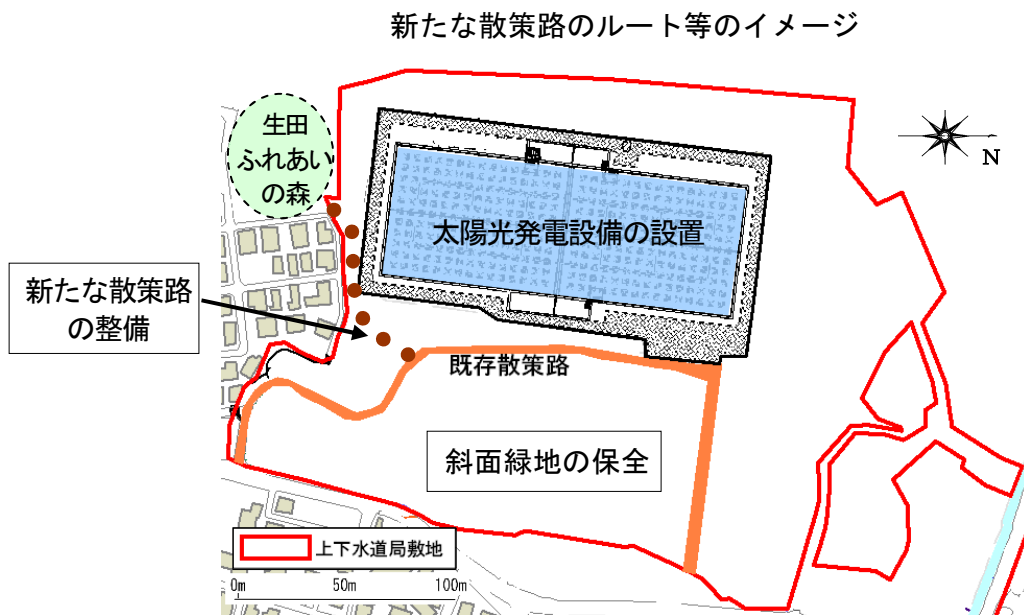 新たな散策路のルート等のイメージ
生田
ふれあい
の森
N
太陽光発電設備の設置
新たな散策路
の整備
既存散策路
斜面緑地の保全
上下水道局敷地
0m 50m 100m